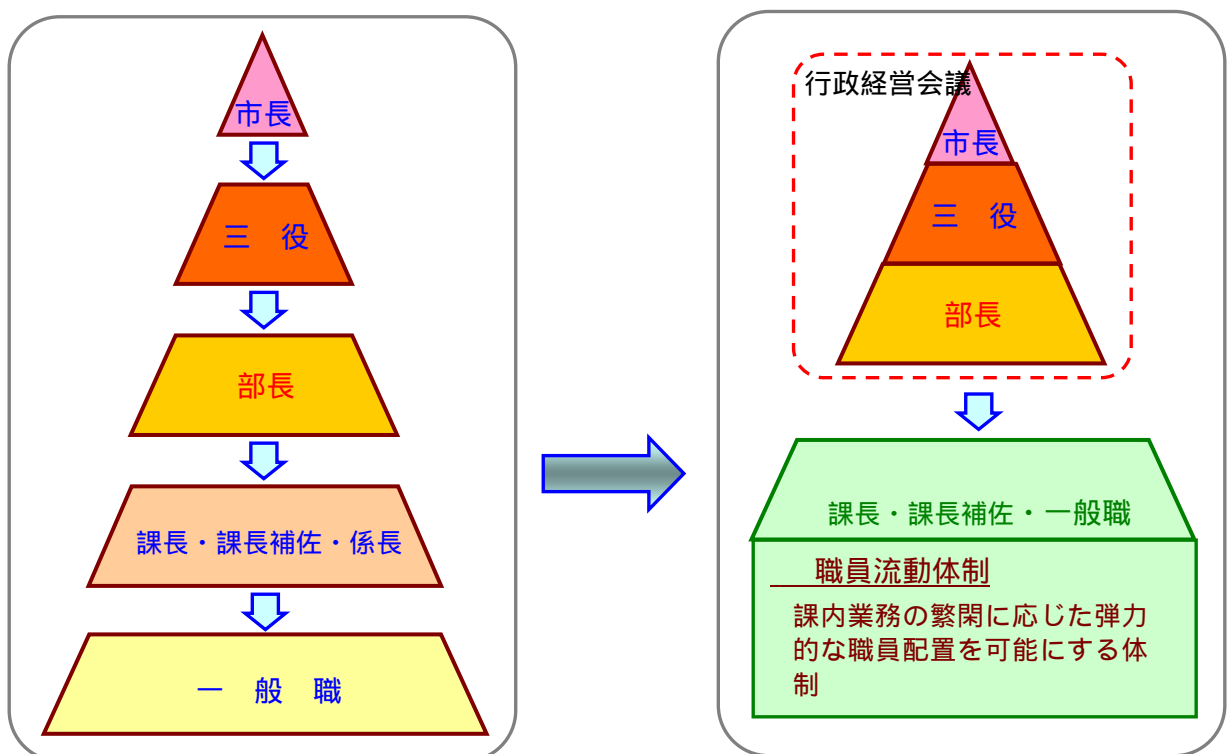 市長
三　役
部長
課長・課長補佐・係長
一　般　職
行政経営会議
市長
三　役
部長
課長・課長補佐・一般職
職員流動体制
課内業務の繁閑に応じた弾力
的な職員配置を可能にする体
制